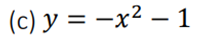 (c) y = −x² − 1